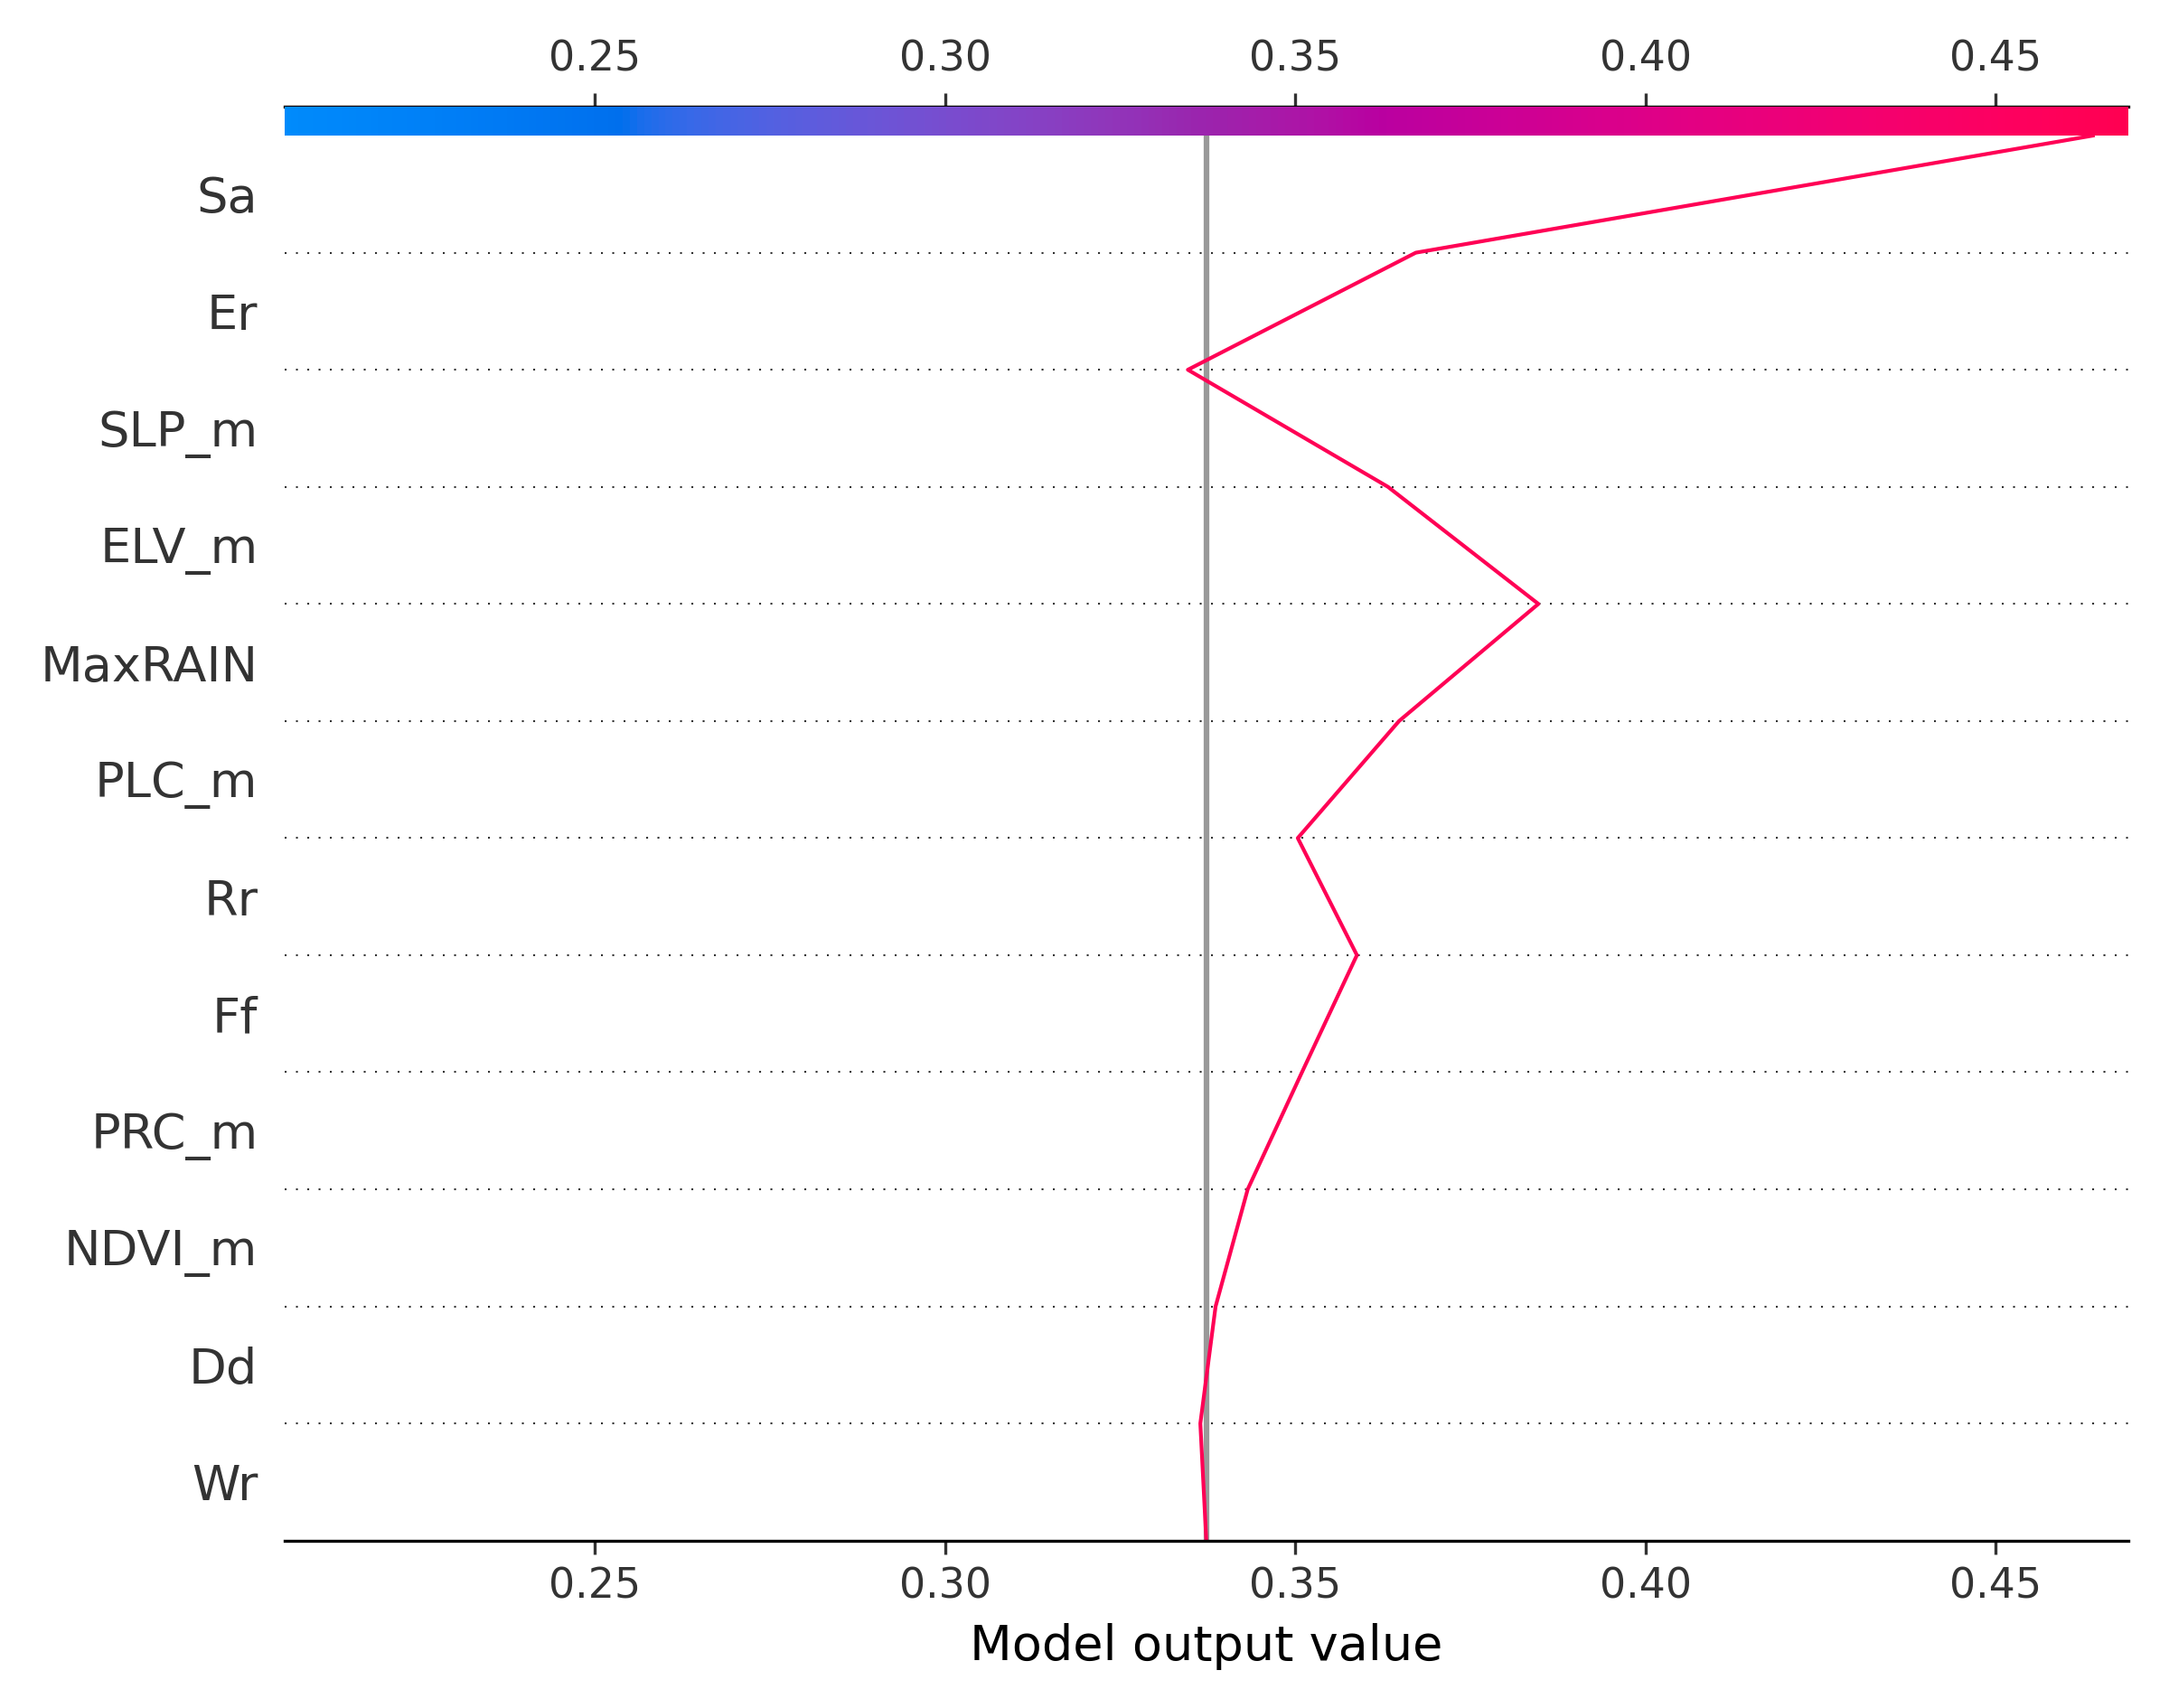 0.25 0.30 0.35 0.40 0.45
Sa
Er
SLP_m
ELV_m
MaxRAIN
PLC_m
Rr
Ff
PRC_m
NDVI_m
Dd
Wr
0.25 0.30 0.35 0.40 0.45
Model output value